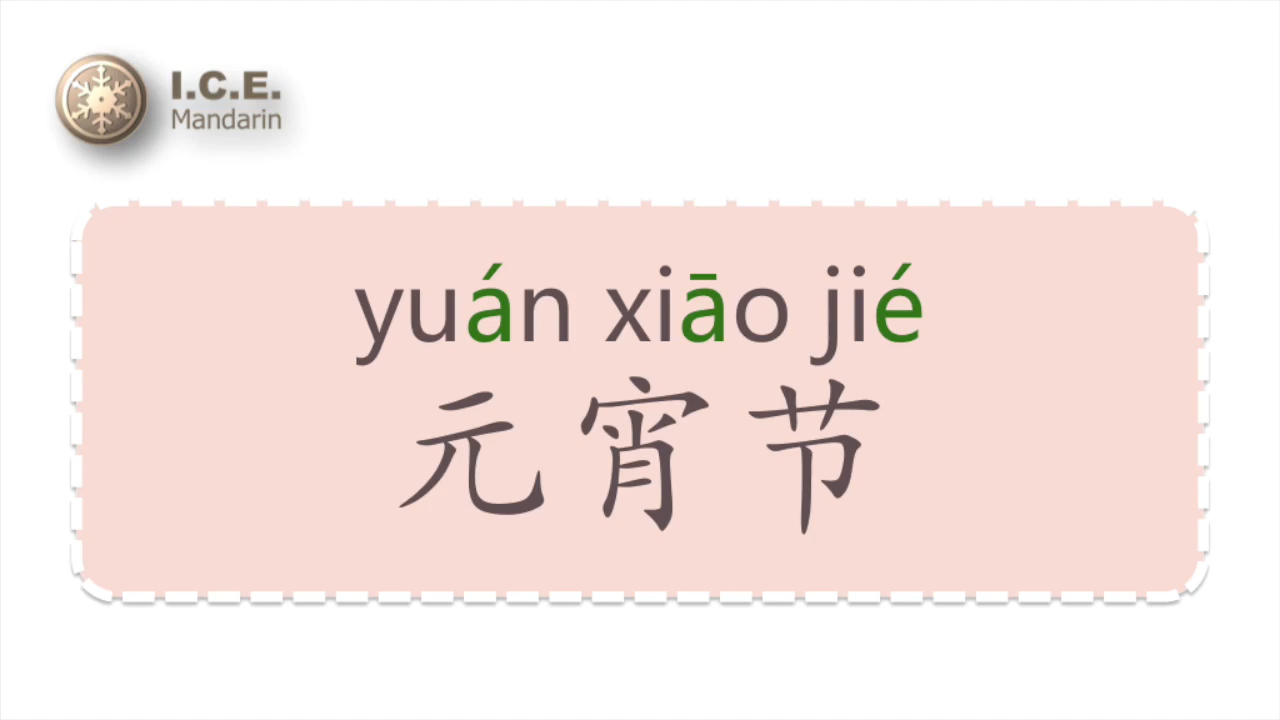 I.C.E.
Mandarin
yuán xiāo jié
元宵节